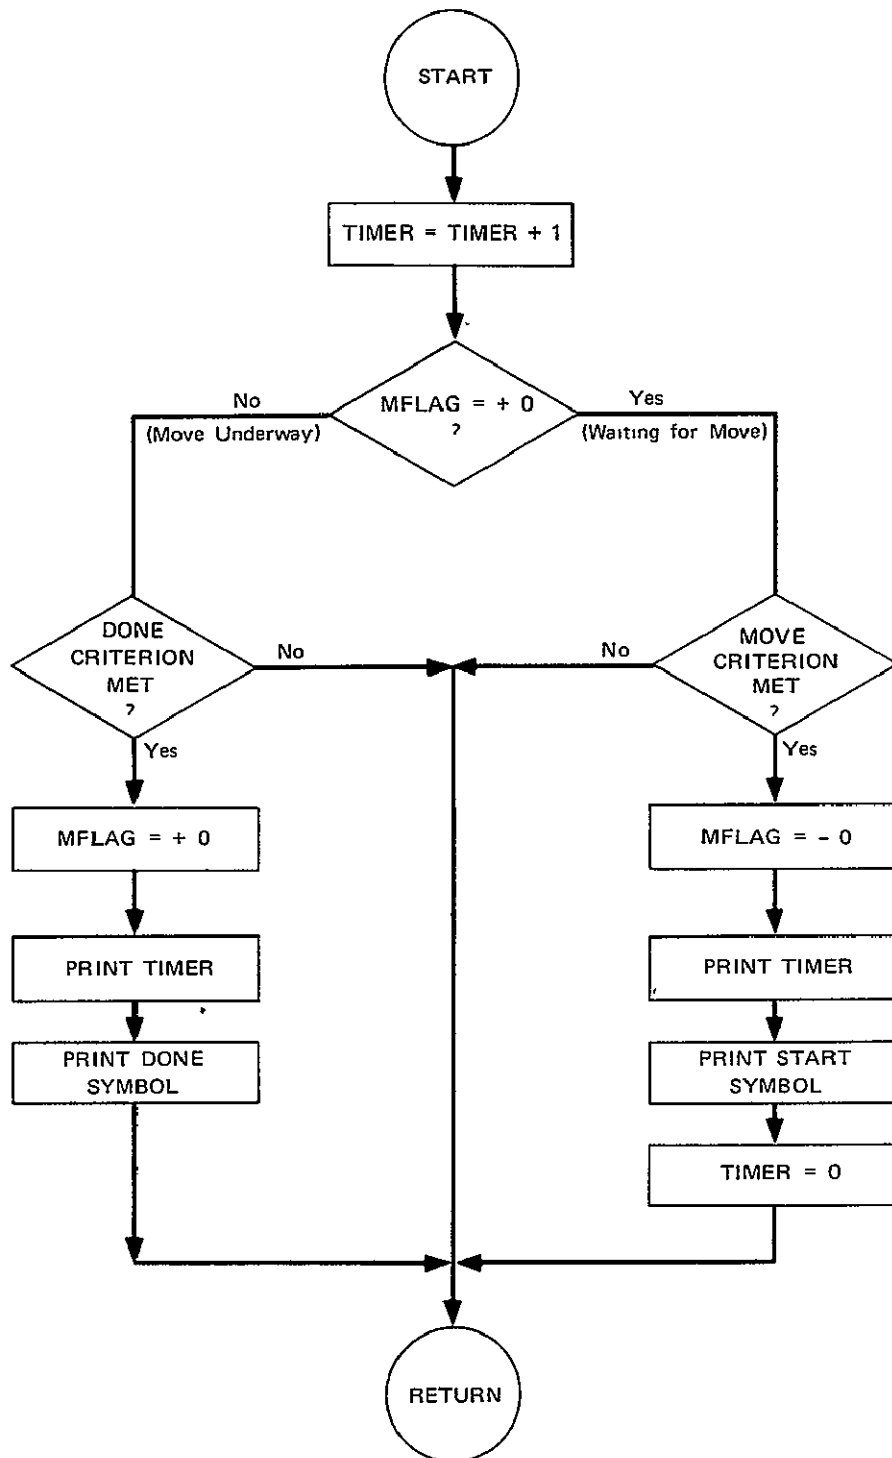 START
TIMER = TIMER + 1
MFLAG = + 0
?
No
(Move Underway)
Yes
(Waiting for Move)
DONE
CRITERION
MET
?
No
Yes
MOVE
CRITERION
MET
?
No
Yes
MFLAG = + 0
PRINT TIMER
PRINT DONE
SYMBOL
MFLAG = - 0
PRINT TIMER
PRINT START
SYMBOL
TIMER = 0
RETURN